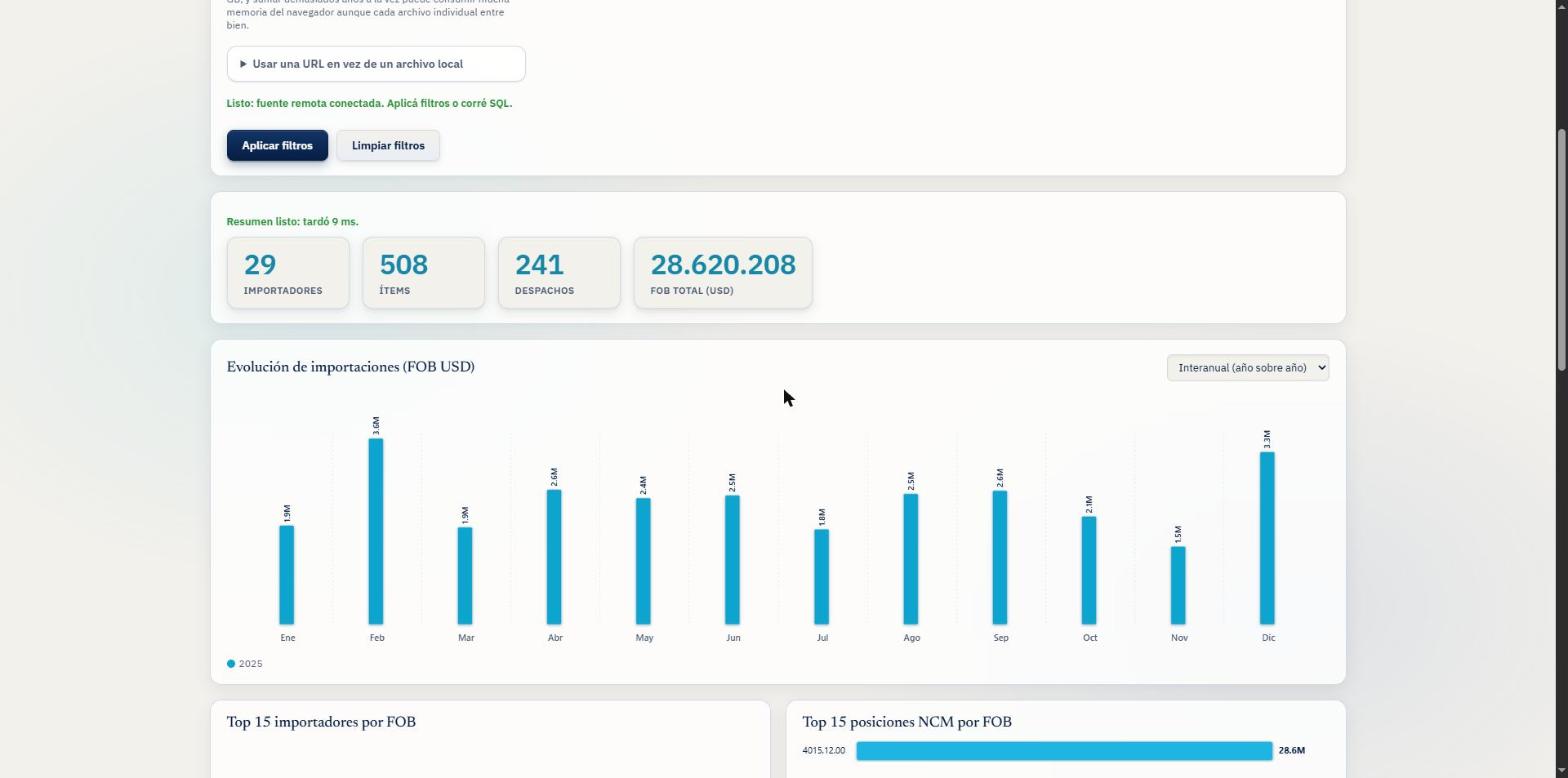 memoria del navegador aunque cada archivo individual entre
bien.
▶ Usar una URL en vez de un archivo local
Listo: fuente remota conectada. Aplicá filtros o corré SQL.
Aplicar filtros
Limpiar filtros
Resumen listo: tardó 9 ms.
29
IMPORTADORES
508
ÍTEMS
241
DESPACHOS
28.620.208
FOB TOTAL (USD)
Evolución de importaciones (FOB USD)
Interanual (año sobre año)
1.9M
3.6M
1.9M
2.6M
2.4M
2.5M
1.8M
2.5M
2.6M
2.1M
1.5M
3.3M
Ene
Feb
Mar
Abr
May
Jun
Jul
Ago
Sep
Oct
Nov
Dic
2025
Top 15 importadores por FOB
Top 15 posiciones NCM por FOB
4015.12.00
28.6M